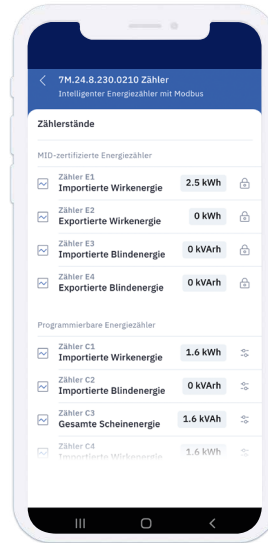 7M.24.8.230.0210 Zähler
Intelligenter Energiezähler mit Modbus
Zählerstände
MID-zertifizierte Energiezähler
Zähler E1
Importierte Wirkenergie
2.5 kWh
Zähler E2
Exportierte Wirkenergie
0 kWh
Zähler E3
Importierte Blindenergie
0 kVArh
Zähler E4
Exportierte Blindenergie
0 kVArh
Programmierbare Energiezähler
Zähler C1
Importierte Wirkenergie
1.6 kWh
Zähler C2
Importierte Blindenergie
0 kVArh
Zähler C3
Gesamte Scheinenergie
1.6 kVAh
Zähler C4
Importierte Wirkenergie
1.6 kWh